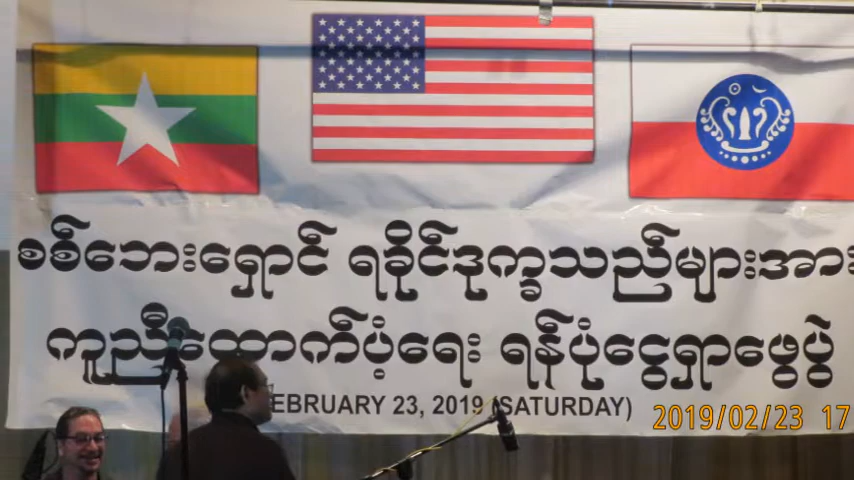 စစ်ဘေးရှောင် ရခိုင်ဒုက္ခသည်များအား
ကူညီထောက်ပံ့ရေး ရန်ပုံငွေရှာဖွေပွဲ
EBRUARY 23, 2019 (SATURDAY)
2019/02/23 17